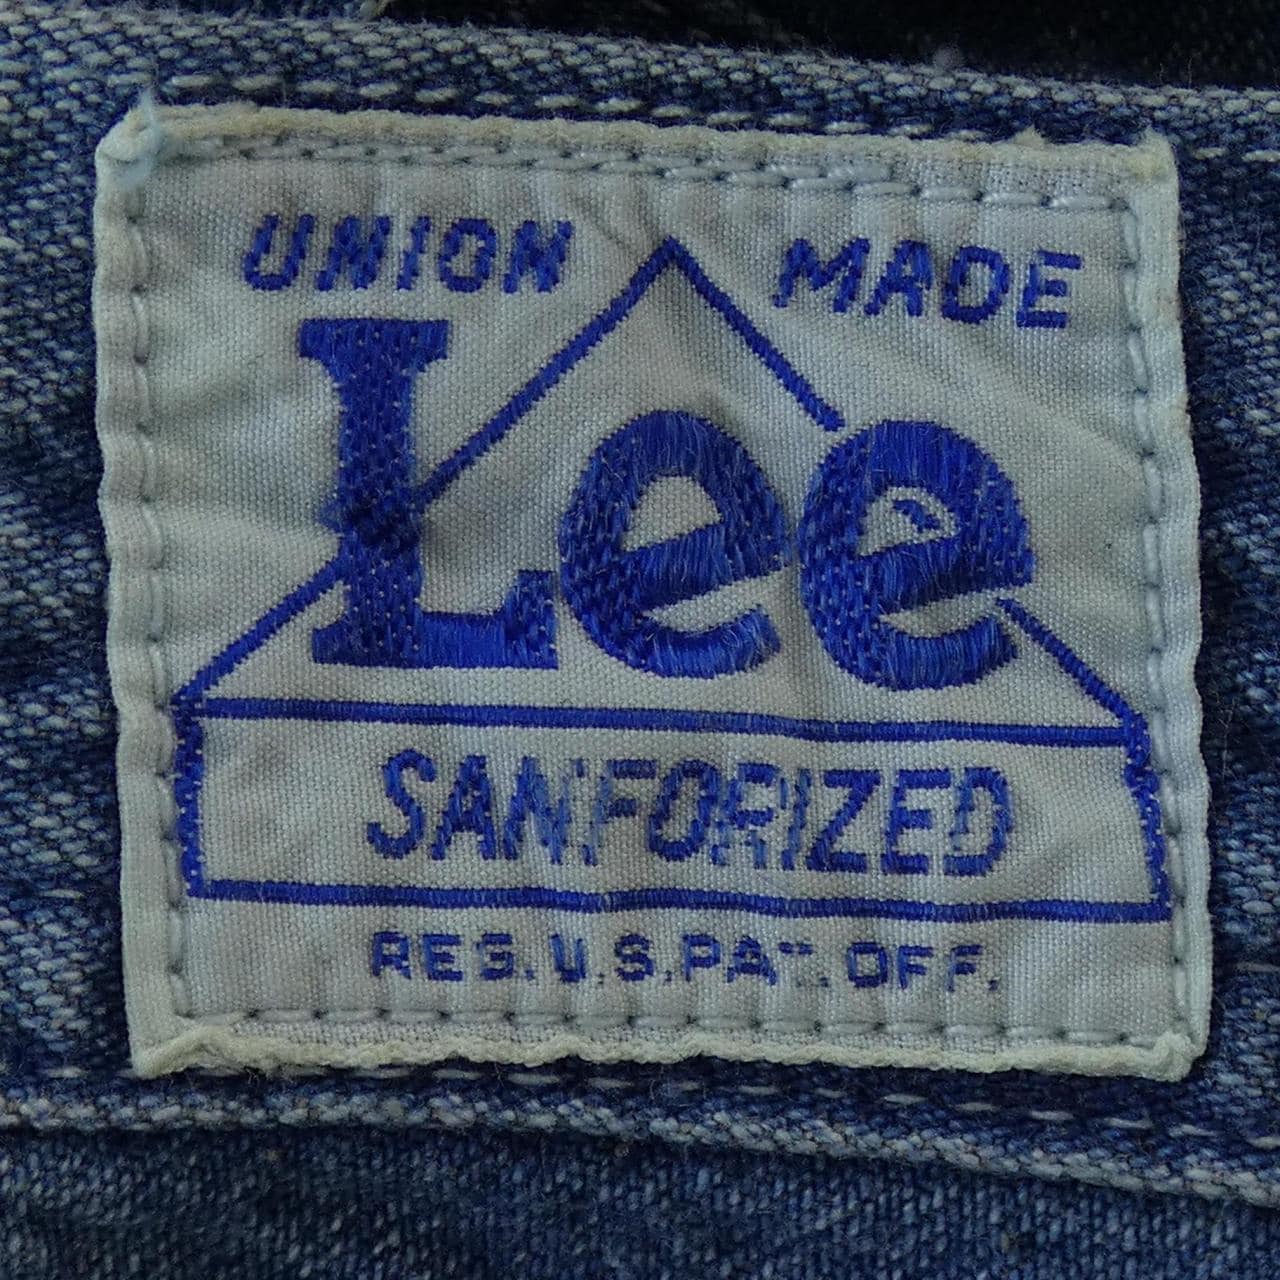 UNION MADE
Lee
SANFORIZED
REG. U.S. PAT. OFF.